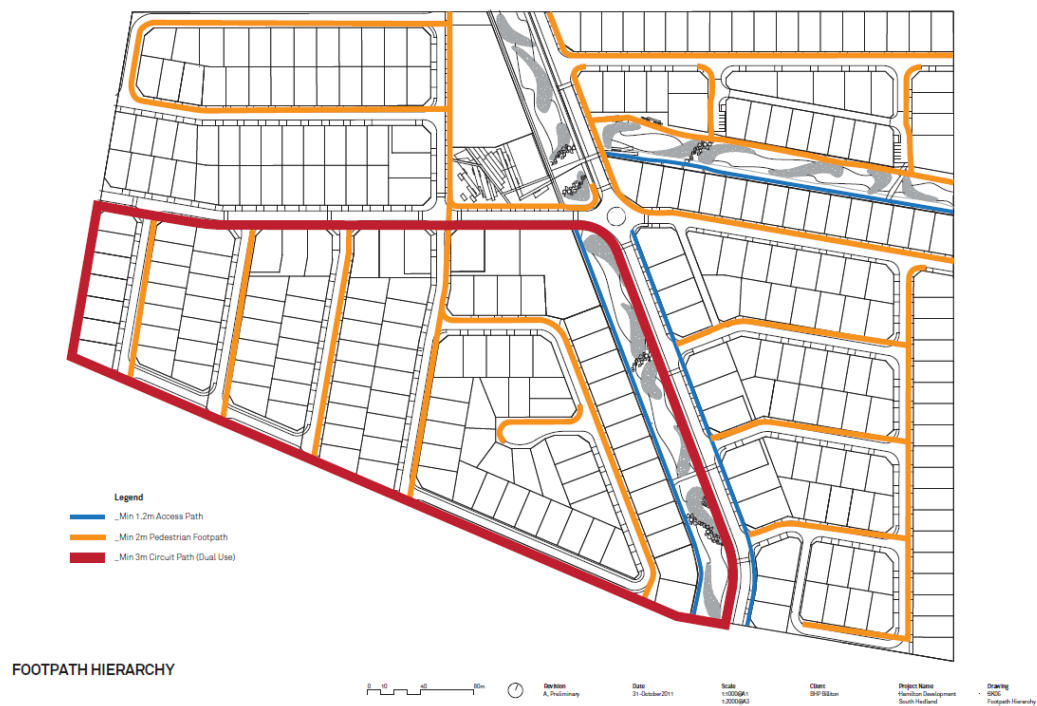 Legend
_Min 1.2m Access Path
_Min 2m Pedestrian Footpath
_Min 3m Circuit Path (Dual Use)
FOOTPATH HIERARCHY
0 10 40 80m
Revision
A, Preliminary
Date
31-October2011
Scale
1:1000@A1
1:2000@A3
Client
BHP Billiton
Project Name
Hamilton Development
South Hedland
Drawing
SK06
Footpath Hierarchy